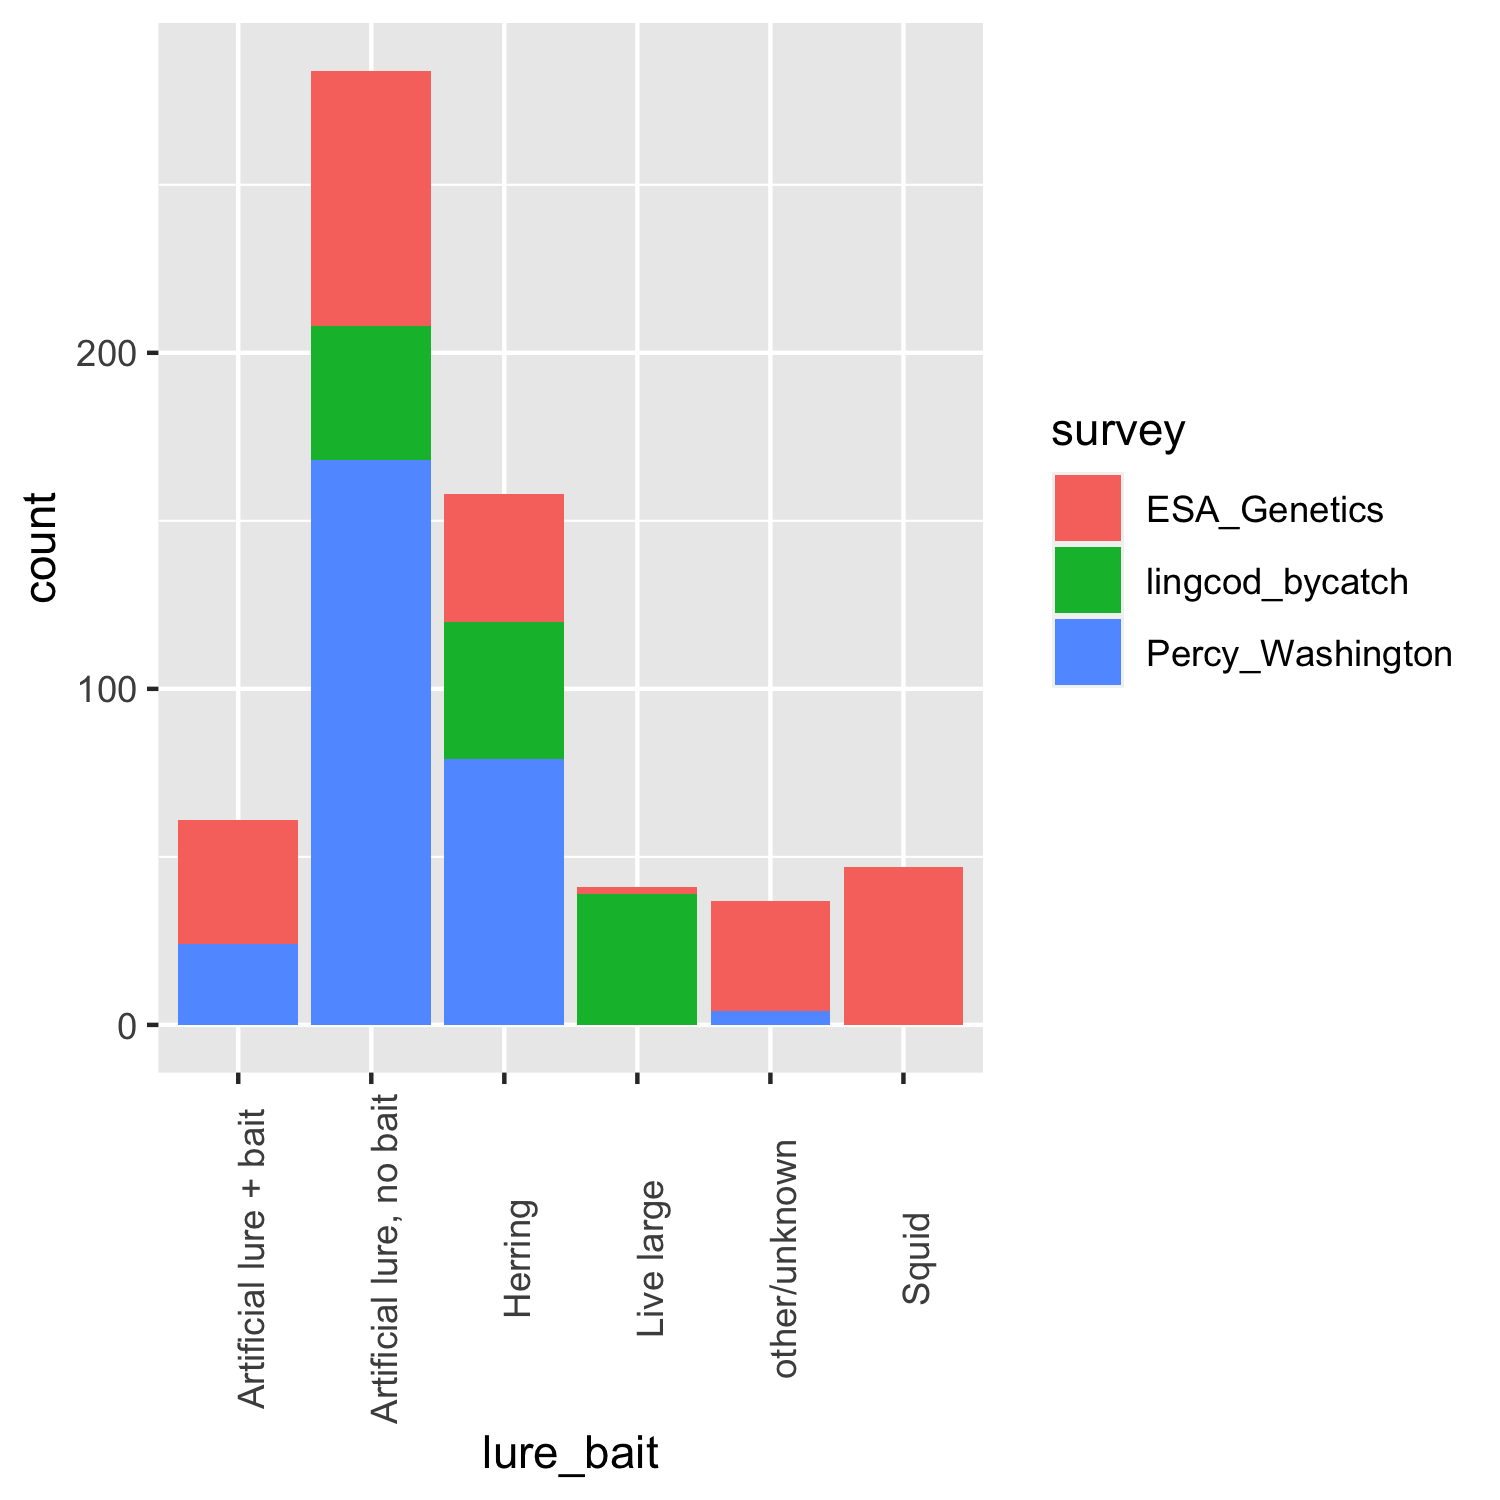 count
200
100
0
Artificial lure + bait
Artificial lure, no bait
Herring
Live large
other/unknown
Squid
lure_bait
survey
ESA_Genetics
lingcod_bycatch
Percy_Washington